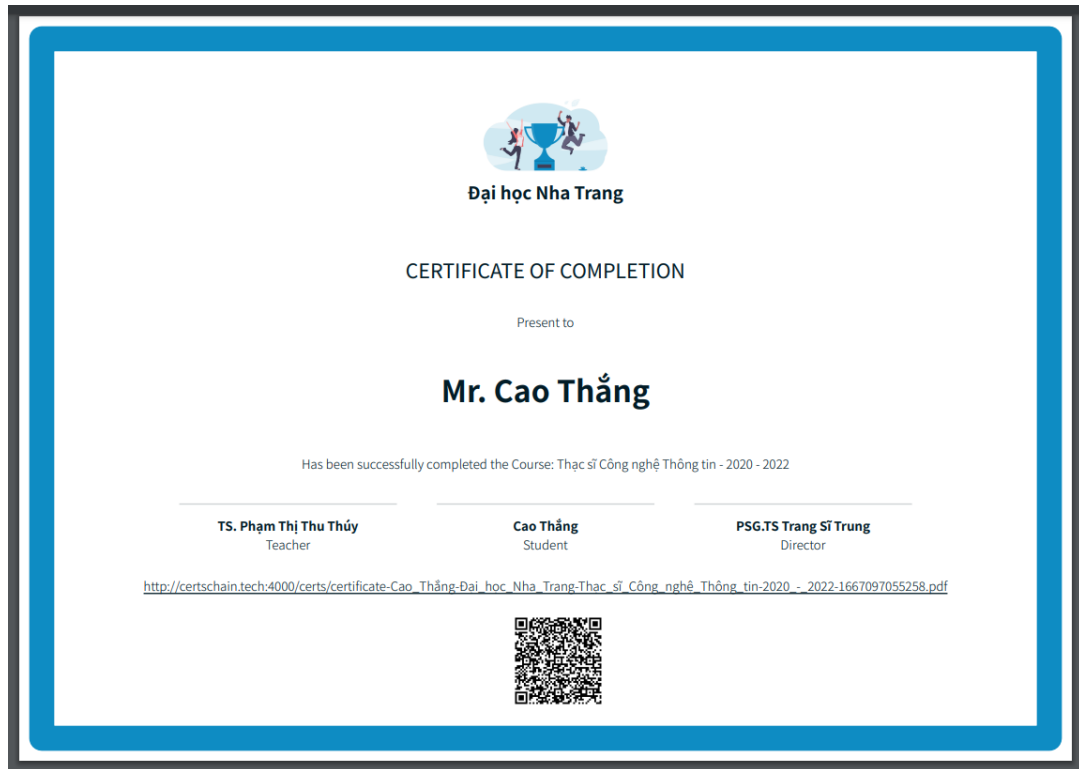 Đại học Nha Trang
CERTIFICATE OF COMPLETION
Present to
Mr. Cao Thắng
Has been successfully completed the Course: Thạc sĩ Công nghệ Thông tin - 2020 - 2022
TS. Phạm Thị Thu Thúy
Teacher
Cao Thắng
Student
PSG.TS Trang Sĩ Trung
Director
http://certschain.tech:4000/certs/certificate-Cao_Thắng-Đại_học_Nha_Trang-Thạc_sĩ_Công_nghệ_Thông_tin-2020_-_2022-1667097055258.pdf